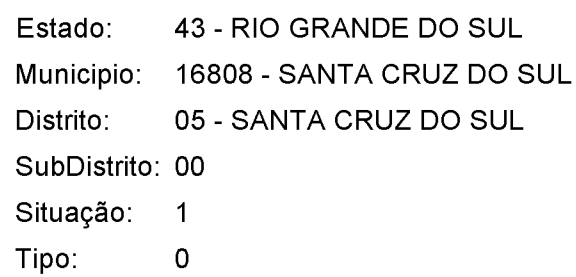 Estado: 43 - RIO GRANDE DO SUL
Municipio: 16808 - SANTA CRUZ DO SUL
Distrito: 05 - SANTA CRUZ DO SUL
SubDistrito: 00
Situação: 1
Tipo: 0